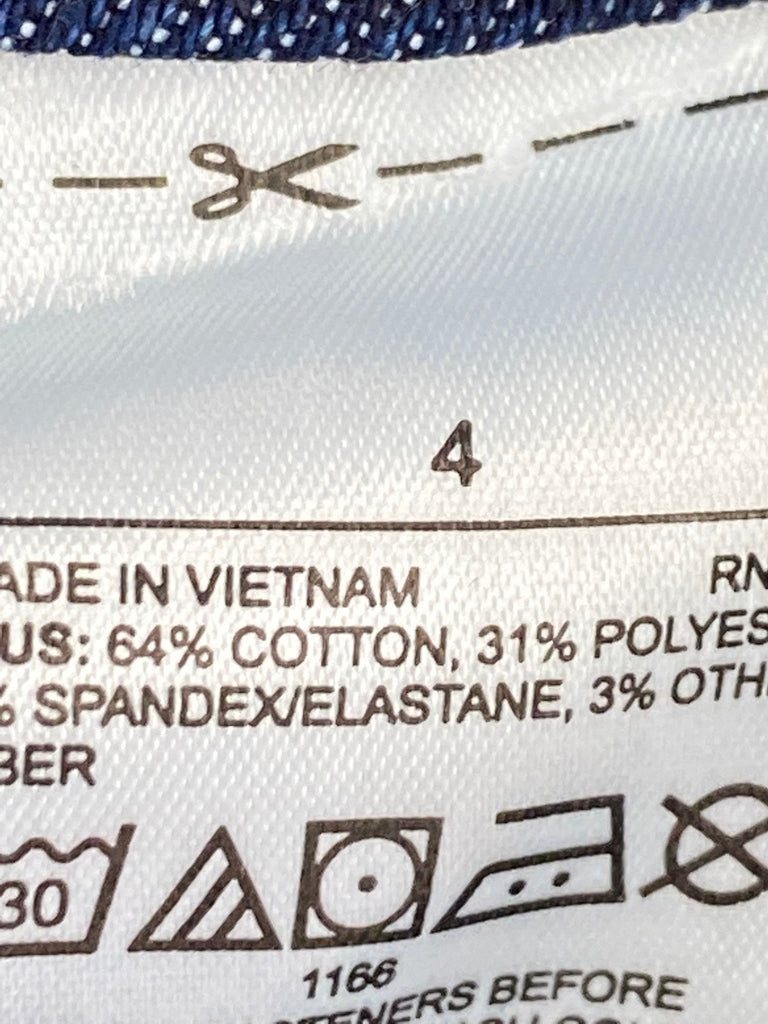 4
ADE IN VIETNAM RN
US: 64% COTTON, 31% POLYES
% SPANDEX/ELASTANE, 3% OTH
BER
30
1166
TENERS BEFORE